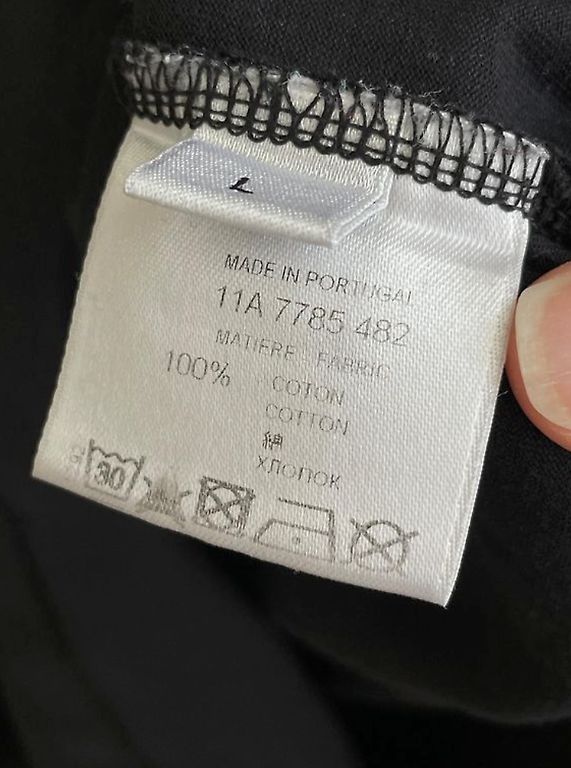 L
MADE IN PORTUGAL
11A 7785 482
MATIERE FABRIC
100% COTON
COTTON
綿
ХЛОПОК
30